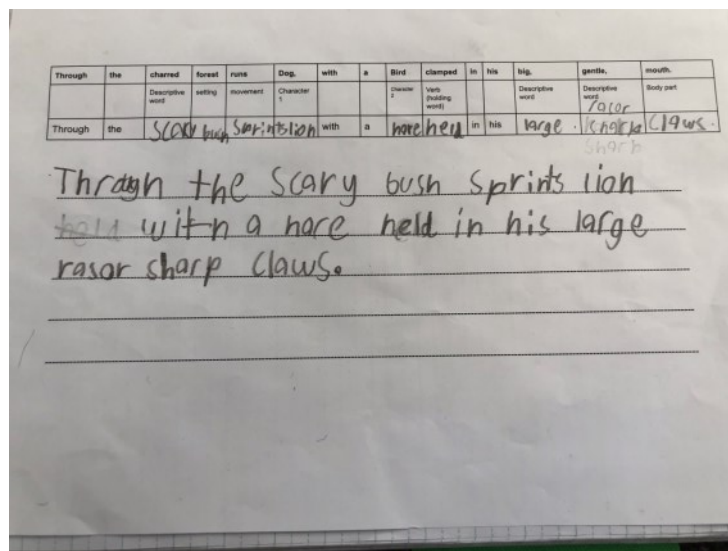 Through the charred forest runs Dog, with a Bird clamped in his big, gentle, mouth.
Descriptive word setting movement Character 1 Character 2 Verb (holding word) Descriptive word Descriptive word Body part
rasor
Through the scary bush Sprints lion with a hare held in his large. sharp claws.
sharp
Through the scary bush sprints lion
held with a hare held in his large
rasor sharp claws.